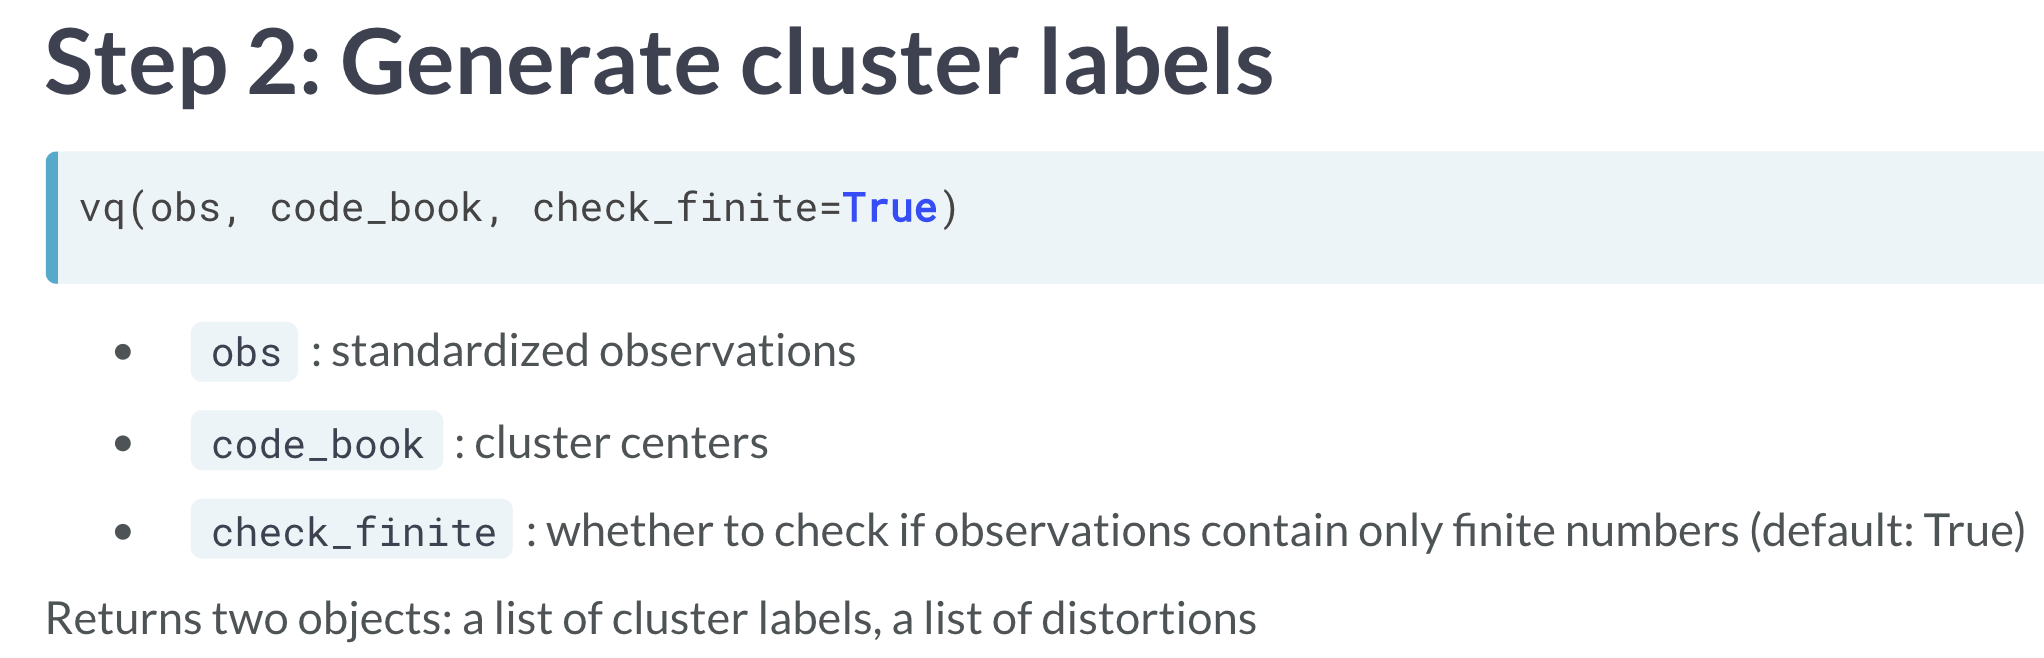 Step 2: Generate cluster labels
vq(obs, code_book, check_finite=True)
• obs : standardized observations
• code_book : cluster centers
• check_finite : whether to check if observations contain only finite numbers (default: True)
Returns two objects: a list of cluster labels, a list of distortions